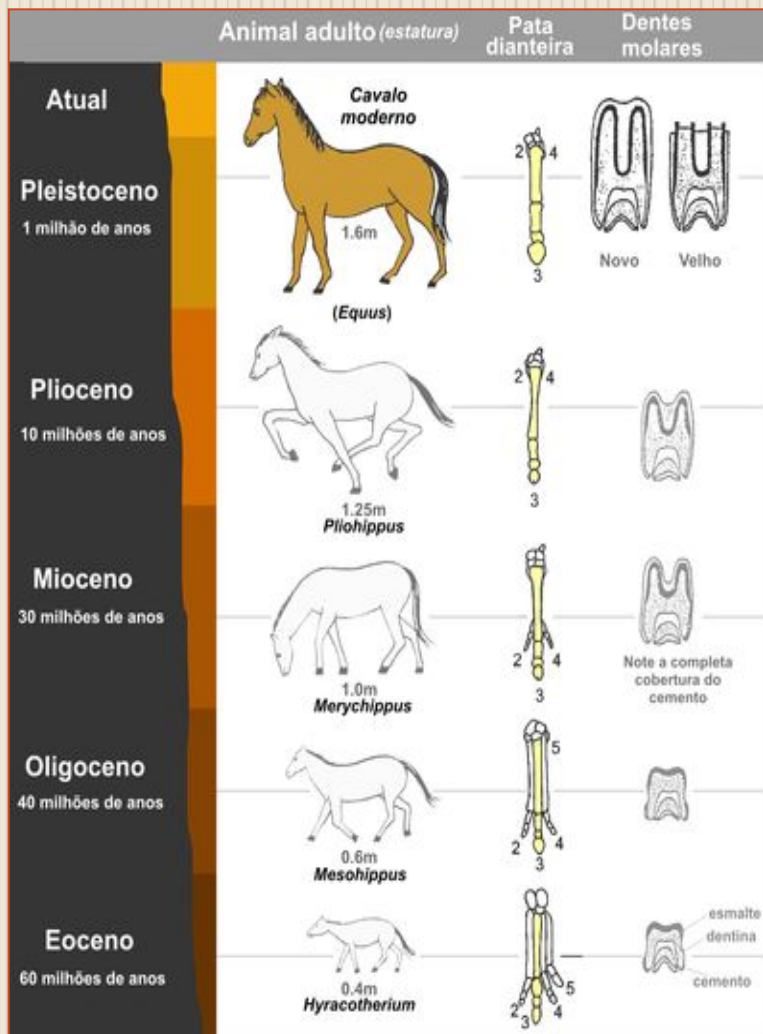 Animal adulto (estatura)
Pata
dianteira
Dentes
molares
Atual
Cavalo
moderno
2
4
Pleistoceno
1 milhão de anos
1.6m
3
Novo
Velho
(Equus)
Plioceno
10 milhões de anos
2
4
3
1.25m
Pliohippus
Mioceno
30 milhões de anos
2
4
3
1.0m
Merychippus
Note a completa
cobertura do
cemento
Oligoceno
40 milhões de anos
5
2
4
3
0.6m
Mesohippus
Eoceno
60 milhões de anos
esmalte
dentina
cemento
5
2
4
3
0.4m
Hyracotherium